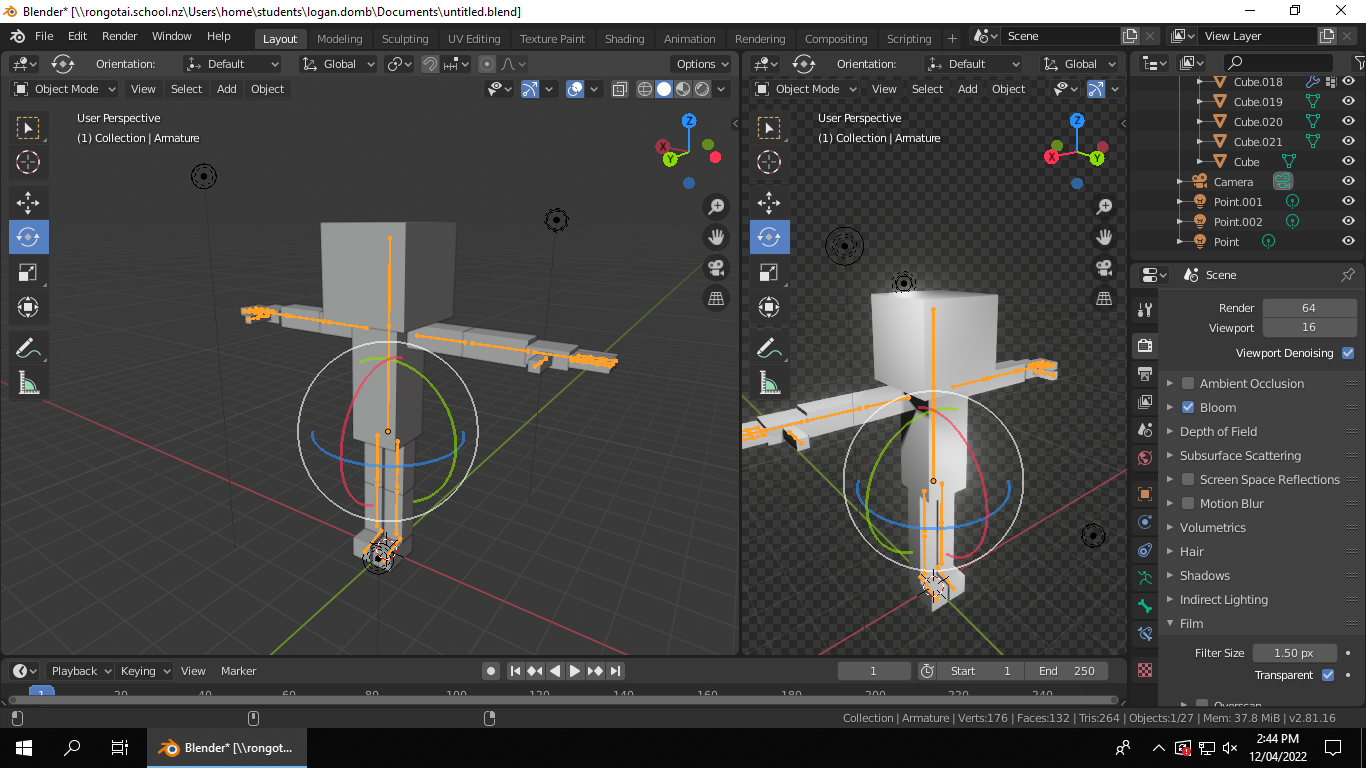 Blender* [\\rongotai.school.nz\Users\home\students\logan.domb\Documents\untitled.blend]
File Edit Render Window Help Layout Modeling Sculpting UV Editing Texture Paint Shading Animation Rendering Compositing Scripting + Scene View Layer
Orientation: Default Global Options
Object Mode View Select Add Object
User Perspective
(1) Collection | Armature
Z
X
Y
Orientation: Default Global
Object Mode View Select Add Object
User Perspective
(1) Collection | Armature
Z
X
Y
Cube.018
Cube.019
Cube.020
Cube.021
Cube
Camera
Point.001
Point.002
Point
Scene
Render 64
Viewport 16
Viewport Denoising
Ambient Occlusion
Bloom
Depth of Field
Subsurface Scattering
Screen Space Reflections
Motion Blur
Volumetrics
Hair
Shadows
Indirect Lighting
Film
Filter Size 1.50 px
Transparent
Overscan
Playback Keying View Marker 1 Start 1 End 250
1 20 40 60 80 100 120 140 160 180 200 220 240
Collection | Armature | Verts:176 | Faces:132 | Tris:264 | Objects:1/27 | Mem: 37.8 MiB | v2.81.16
Blender* [\\rongot...
2:44 PM
12/04/2022